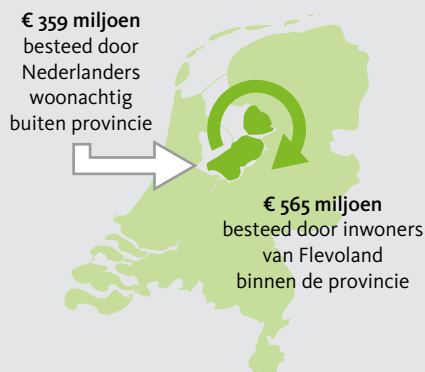 € 359 miljoen
besteed door
Nederlanders
woonachtig
buiten provincie
€ 565 miljoen
besteed door inwoners
van Flevoland
binnen de provincie